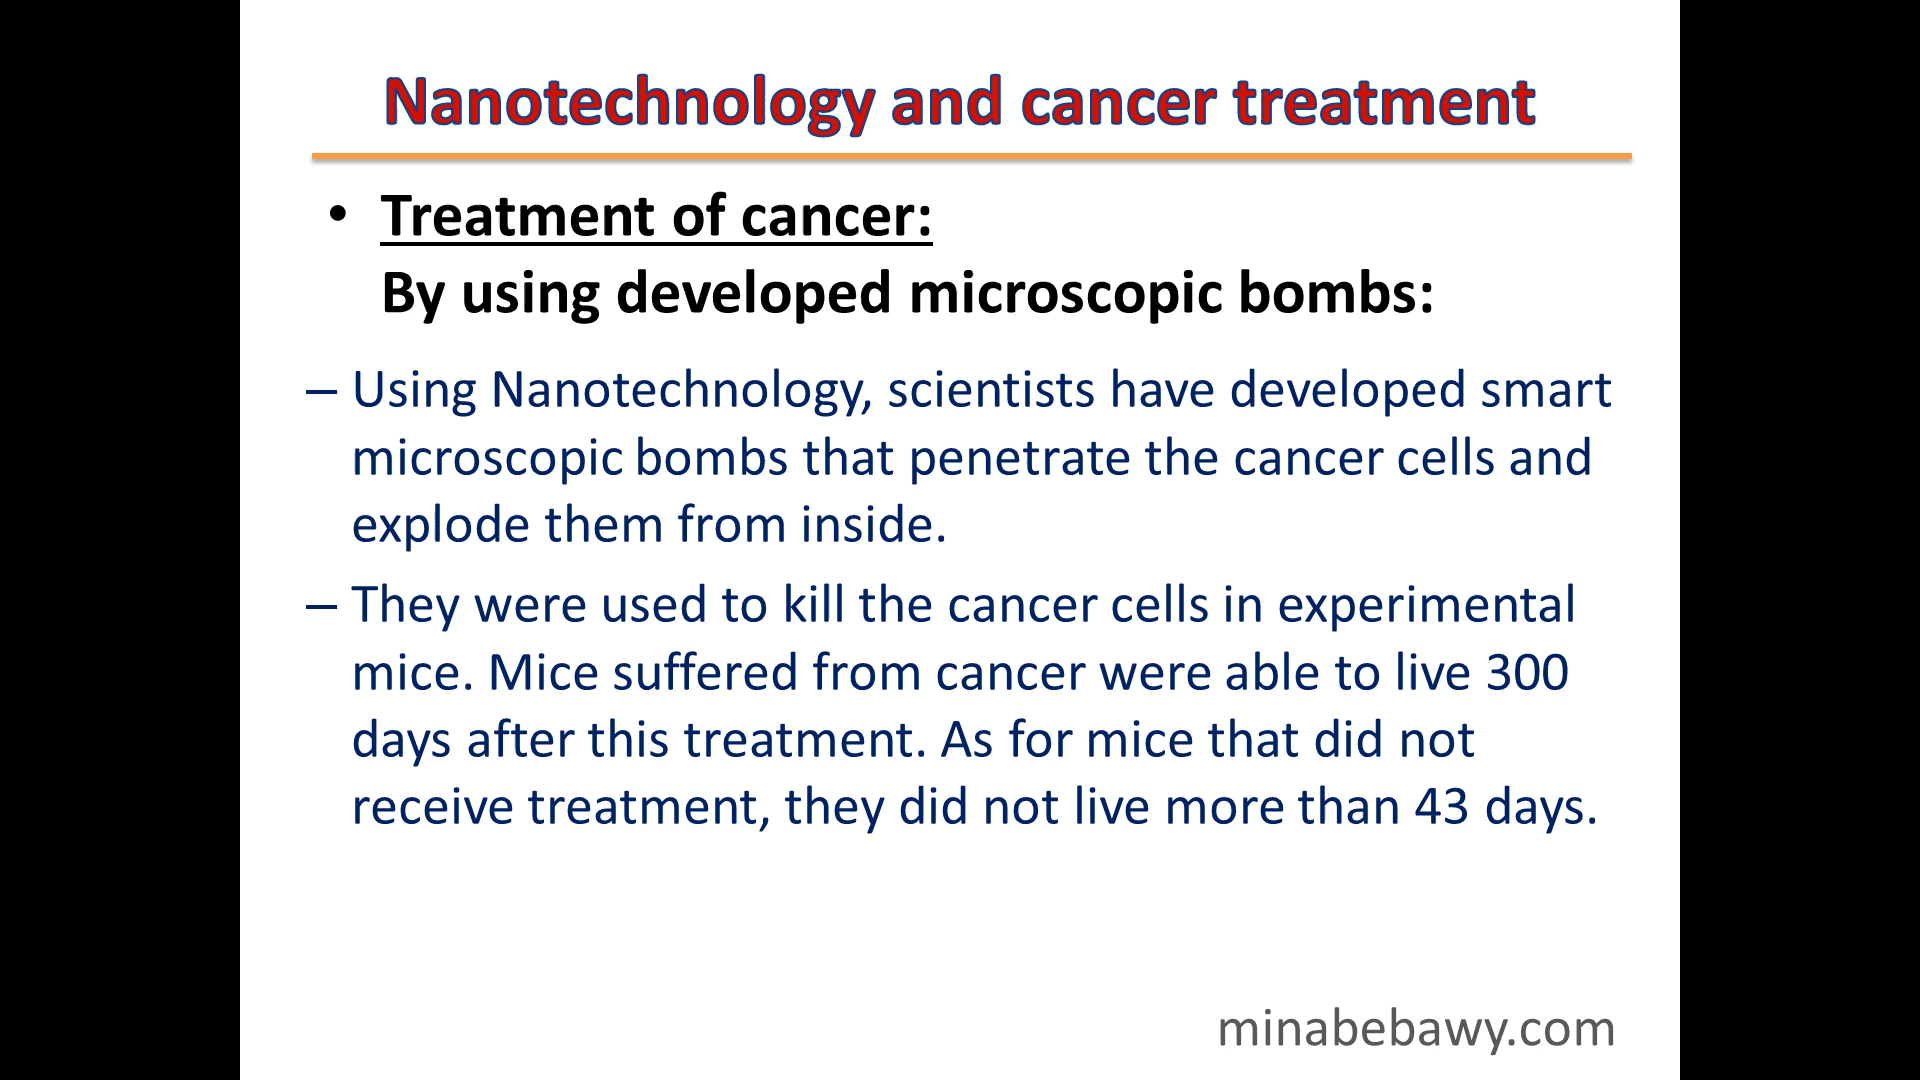 Nanotechnology and cancer treatment
• Treatment of cancer:
By using developed microscopic bombs:
– Using Nanotechnology, scientists have developed smart
microscopic bombs that penetrate the cancer cells and
explode them from inside.
– They were used to kill the cancer cells in experimental
mice. Mice suffered from cancer were able to live 300
days after this treatment. As for mice that did not
receive treatment, they did not live more than 43 days.
minabebawy.com